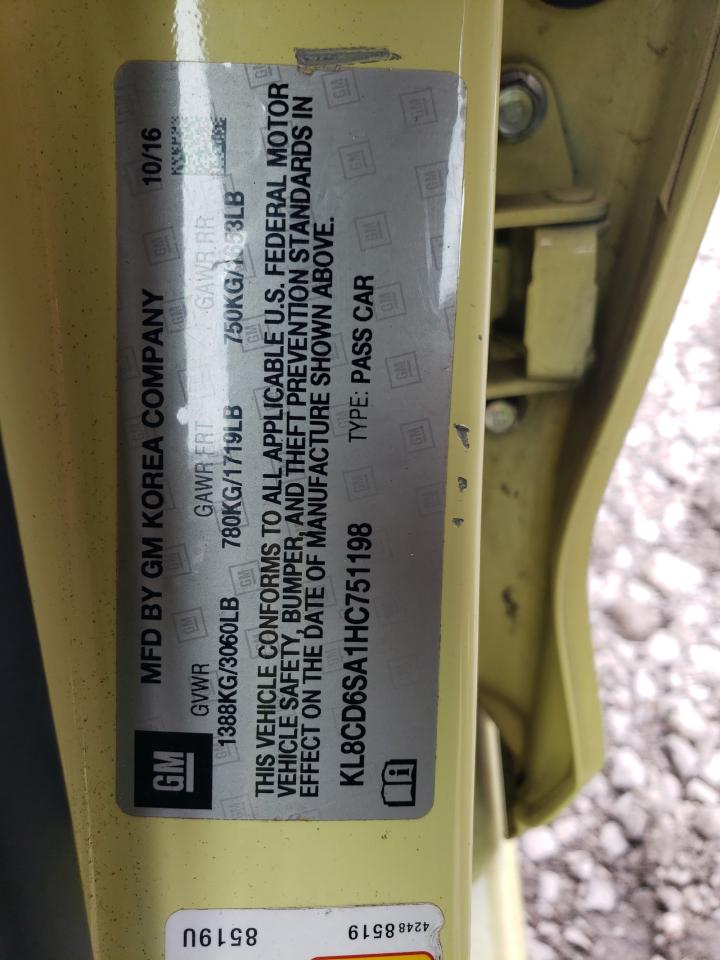 GM
MFD BY GM KOREA COMPANY 10/16
GVWR GAWR FRT GAWR RR
1388KG/3060LB 780KG/1719LB 750KG/1653LB
THIS VEHICLE CONFORMS TO ALL APPLICABLE U.S. FEDERAL MOTOR
VEHICLE SAFETY, BUMPER, AND THEFT PREVENTION STANDARDS IN
EFFECT ON THE DATE OF MANUFACTURE SHOWN ABOVE.
KL8CD6SA1HC751198 TYPE: PASS CAR
42488519
8519U